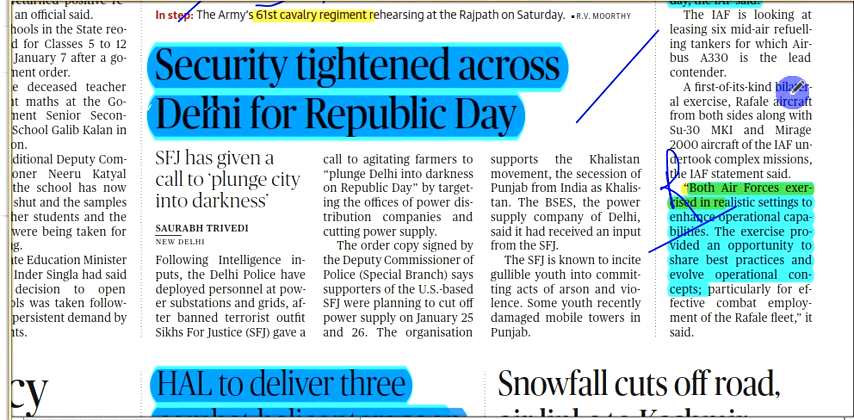 returned positive re-
an official said.
hools in the State reo-
d for Classes 5 to 12
January 7 after a go-
ment order.
e deceased teacher
t maths at the Go-
ment Senior Secon-
School Galib Kalan in
on.
ditional Deputy Com-
oner Neeru Katyal
the school has now
shut and the samples
her students and the
were being taken for
ng.
ate Education Minister
Inder Singla had said
decision to open
ols was taken follow-
persistent demand by
nts.
cy
In step: The Army's 61st cavalry regiment rehearsing at the Rajpath on Saturday. ▪ R.V. MOORTHY
Security tightened across
Delhi for Republic Day
SFJ has given a
call to 'plunge city
into darkness'
SAURABH TRIVEDI
NEW DELHI
Following Intelligence in-
puts, the Delhi Police have
deployed personnel at pow-
er substations and grids, af-
ter banned terrorist outfit
Sikhs For Justice (SFJ) gave a
call to agitating farmers to
"plunge Delhi into darkness
on Republic Day" by target-
ing the offices of power dis-
tribution companies and
cutting power supply.
The order copy signed by
the Deputy Commissioner of
Police (Special Branch) says
supporters of the U.S.-based
SFJ were planning to cut off
power supply on January 25
and 26. The organisation
supports the Khalistan
movement, the secession of
Punjab from India as Khalis-
tan. The BSES, the power
supply company of Delhi,
said it had received an input
from the SFJ.
The SFJ is known to incite
gullible youth into commit-
ting acts of arson and vio-
lence. Some youth recently
damaged mobile towers in
Punjab.
HAL to deliver three
Snowfall cuts off road,
day, the IAF said.
The IAF is looking at
leasing six mid-air refuell-
ing tankers for which Air-
bus A330 is the lead
contender.
A first-of-its-kind bilater-
al exercise, Rafale aircraft
from both sides along with
Su-30 MKI and Mirage
2000 aircraft of the IAF un-
dertook complex missions,
the IAF statement said.
"Both Air Forces exer-
cised in realistic settings to
enhance operational capa-
bilities. The exercise pro-
vided an opportunity to
share best practices and
evolve operational con-
cepts; particularly for ef-
fective combat employ-
ment of the Rafale fleet," it
said.